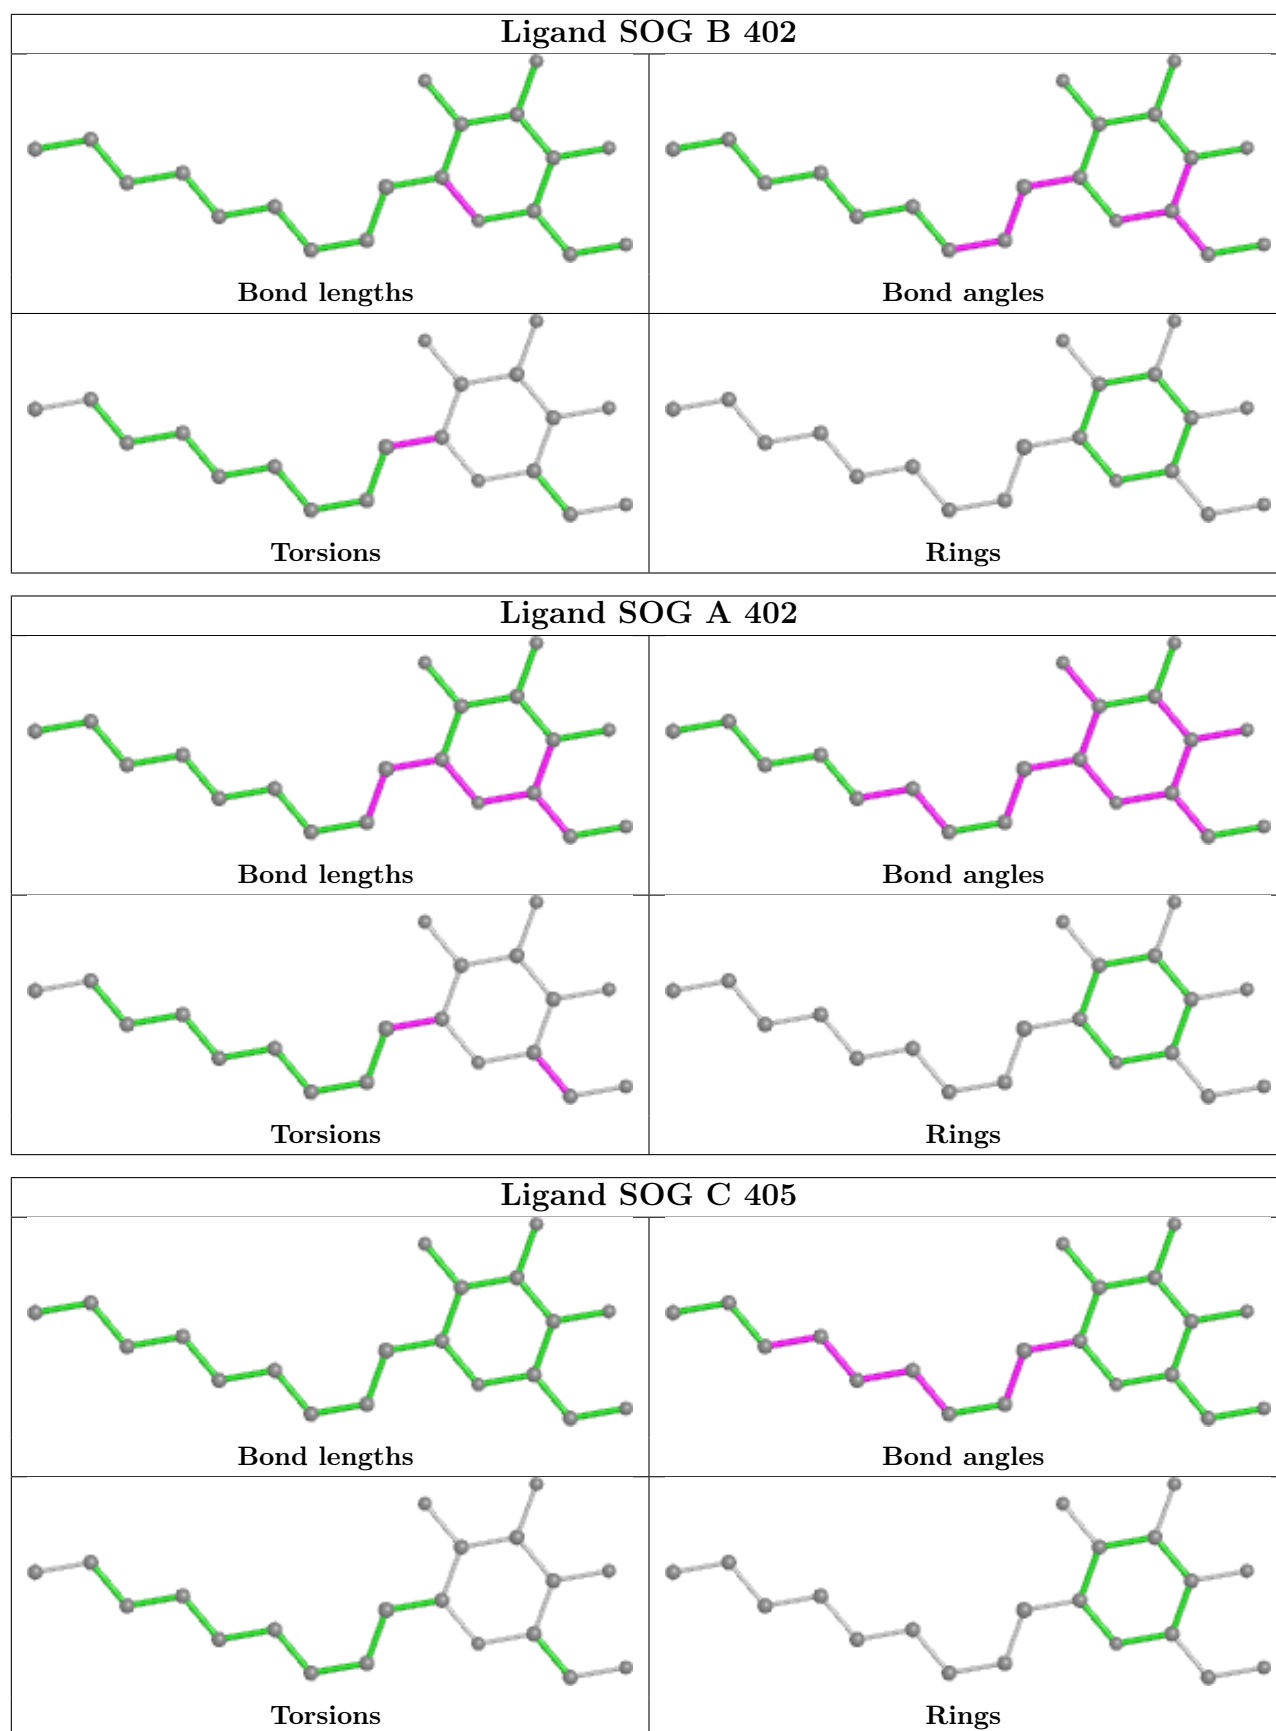 Ligand SOG B 402
Bond lengths
Bond angles
Torsions
Rings
Ligand SOG A 402
Bond lengths
Bond angles
Torsions
Rings
Ligand SOG C 405
Bond lengths
Bond angles
Torsions
Rings